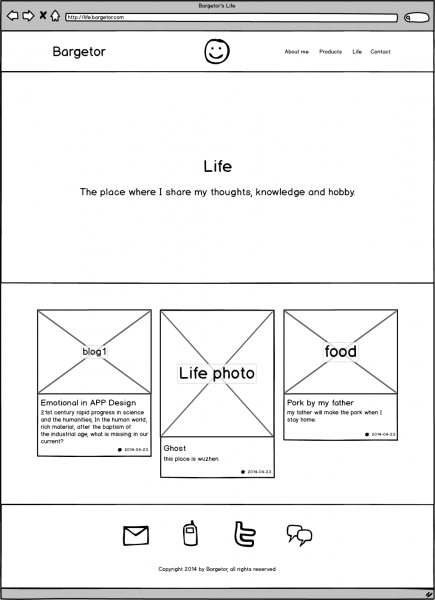 Bargetor's Life
http://life.bargetor.com
Bargetor
About me Products Life Contact
Life
The place where I share my thoughts, knowledge and hobby.
blog1
Emotional in APP Design
21st century rapid progress in science
and the humanities, In the human world,
rich material, after the baptism of
the industrial age, what is missing in our
current?
2014-04-23
Life photo
Ghost
this place is wuzhen.
2014-04-23
food
Pork by my father
my father will make the pork when I
stay home.
2014-04-23
Copyright 2014 by Bargetor, all rights reserved.